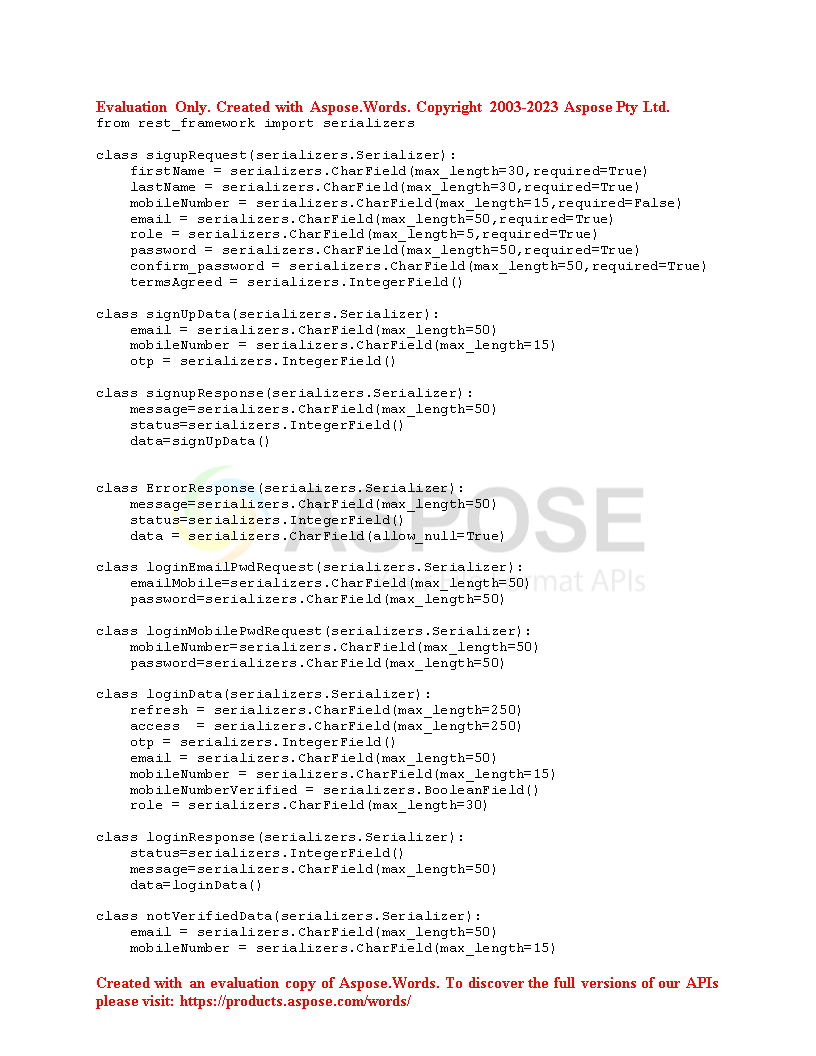 Evaluation Only. Created with Aspose.Words. Copyright 2003-2023 Aspose Pty Ltd.
from rest_framework import serializers
class sigupRequest(serializers.Serializer):
    firstName = serializers.CharField(max_length=30,required=True)
    lastName = serializers.CharField(max_length=30,required=True)
    mobileNumber = serializers.CharField(max_length=15,required=False)
    email = serializers.CharField(max_length=50,required=True)
    role = serializers.CharField(max_length=5,required=True)
    password = serializers.CharField(max_length=50,required=True)
    confirm_password = serializers.CharField(max_length=50,required=True)
    termsAgreed = serializers.IntegerField()
class signUpData(serializers.Serializer):
    email = serializers.CharField(max_length=50)
    mobileNumber = serializers.CharField(max_length=15)
    otp = serializers.IntegerField()
class signupResponse(serializers.Serializer):
    message=serializers.CharField(max_length=50)
    status=serializers.IntegerField()
    data=signUpData()
class ErrorResponse(serializers.Serializer):
    message=serializers.CharField(max_length=50)
    status=serializers.IntegerField()
    data = serializers.CharField(allow_null=True)
ASPOSE
class loginEmailPwdRequest(serializers.Serializer):
    emailMobile=serializers.CharField(max_length=50)
mat APIs
    password=serializers.CharField(max_length=50)
class loginMobilePwdRequest(serializers.Serializer):
    mobileNumber=serializers.CharField(max_length=50)
    password=serializers.CharField(max_length=50)
class loginData(serializers.Serializer):
    refresh = serializers.CharField(max_length=250)
    access  = serializers.CharField(max_length=250)
    otp = serializers.IntegerField()
    email = serializers.CharField(max_length=50)
    mobileNumber = serializers.CharField(max_length=15)
    mobileNumberVerified = serializers.BooleanField()
    role = serializers.CharField(max_length=30)
class loginResponse(serializers.Serializer):
    status=serializers.IntegerField()
    message=serializers.CharField(max_length=50)
    data=loginData()
class notVerifiedData(serializers.Serializer):
    email = serializers.CharField(max_length=50)
    mobileNumber = serializers.CharField(max_length=15)
Created with an evaluation copy of Aspose.Words. To discover the full versions of our APIs
please visit: https://products.aspose.com/words/